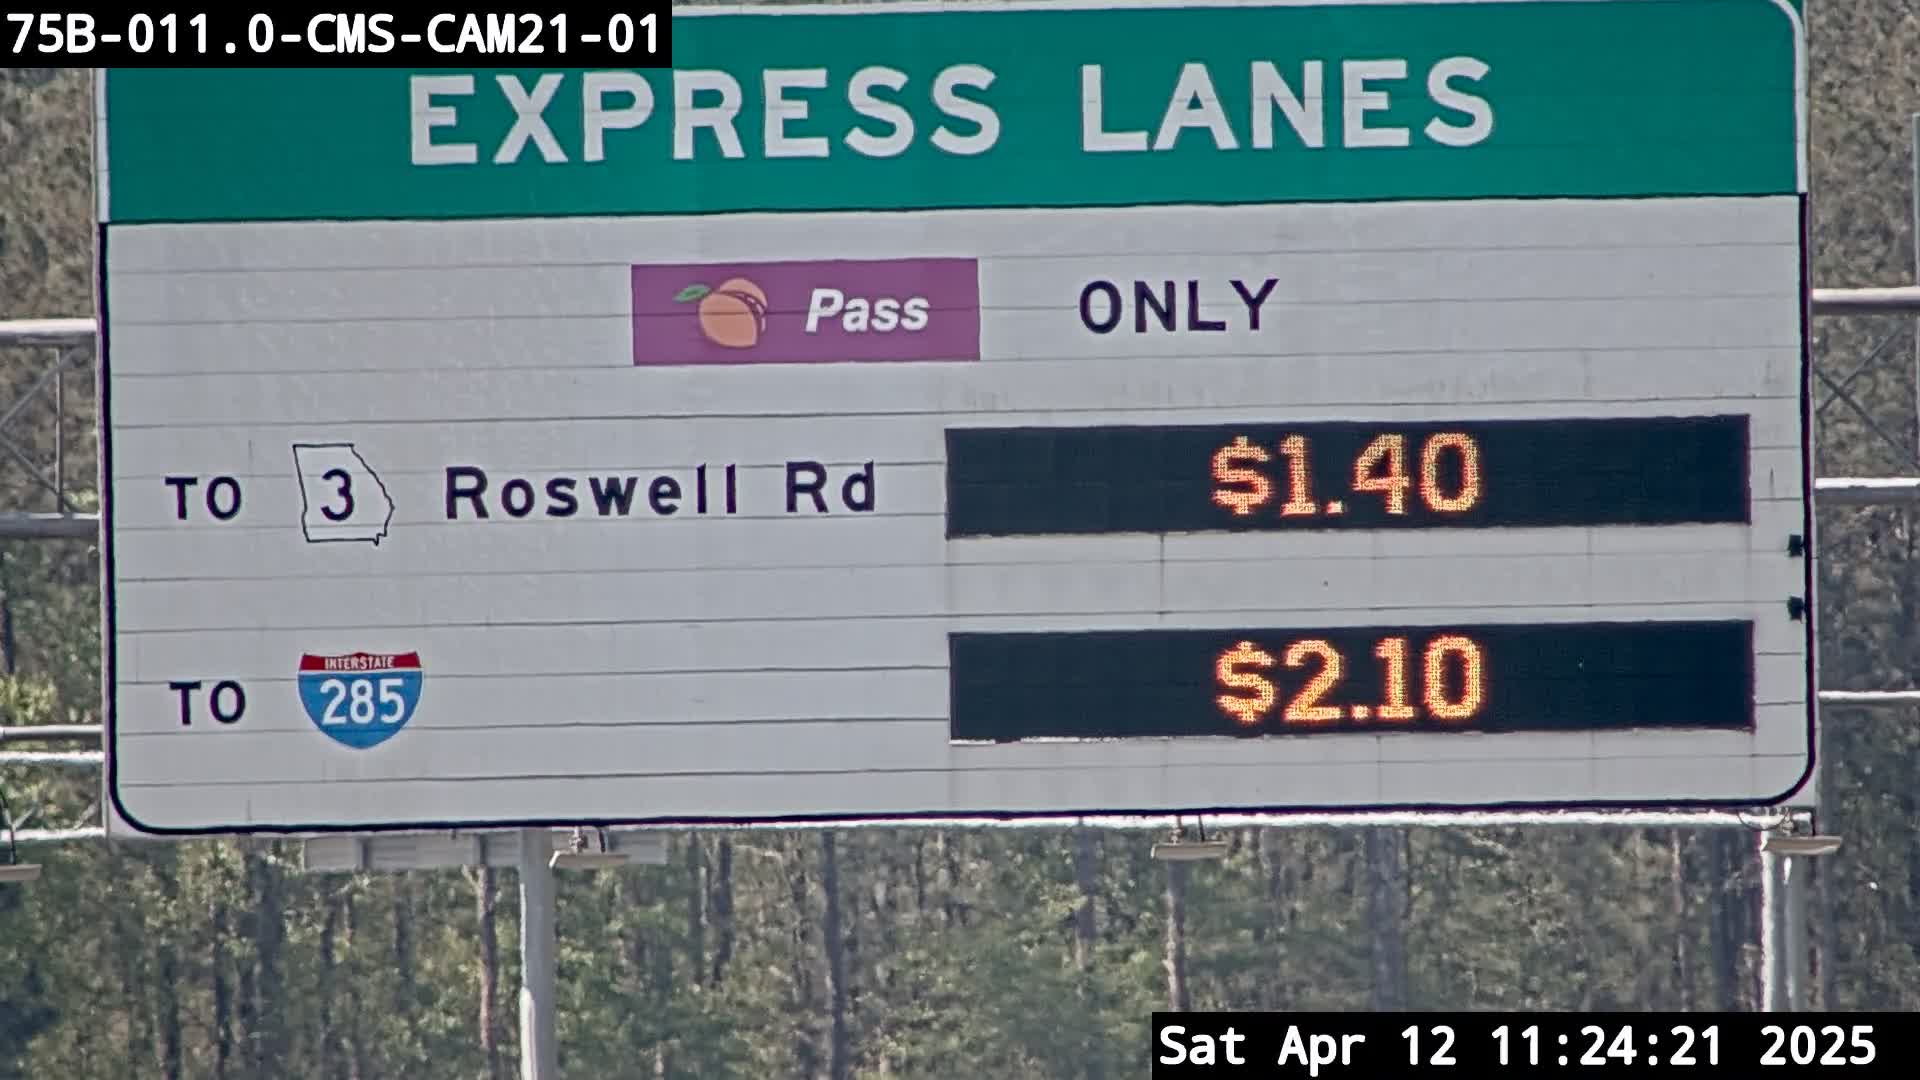 75B-011.0-CMS-CAM21-01
EXPRESS LANES
Pass ONLY
TO 3 Roswell Rd $1.40
TO INTERSTATE 285 $2.10
Sat Apr 12 11:24:21 2025